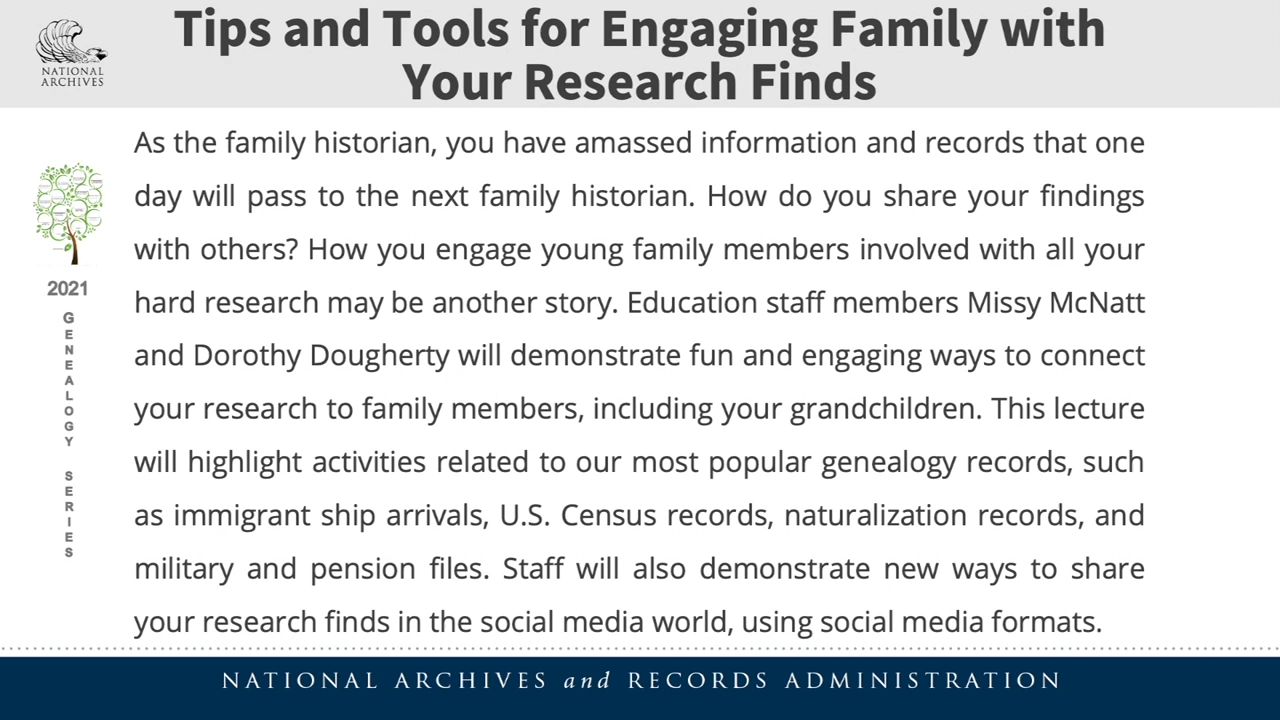 NATIONAL
ARCHIVES
Tips and Tools for Engaging Family with
Your Research Finds
2021
GENEALOGY
SERIES
As the family historian, you have amassed information and records that one
day will pass to the next family historian. How do you share your findings
with others? How you engage young family members involved with all your
hard research may be another story. Education staff members Missy McNatt
and Dorothy Dougherty will demonstrate fun and engaging ways to connect
your research to family members, including your grandchildren. This lecture
will highlight activities related to our most popular genealogy records, such
as immigrant ship arrivals, U.S. Census records, naturalization records, and
military and pension files. Staff will also demonstrate new ways to share
your research finds in the social media world, using social media formats.
NATIONAL ARCHIVES and RECORDS ADMINISTRATION